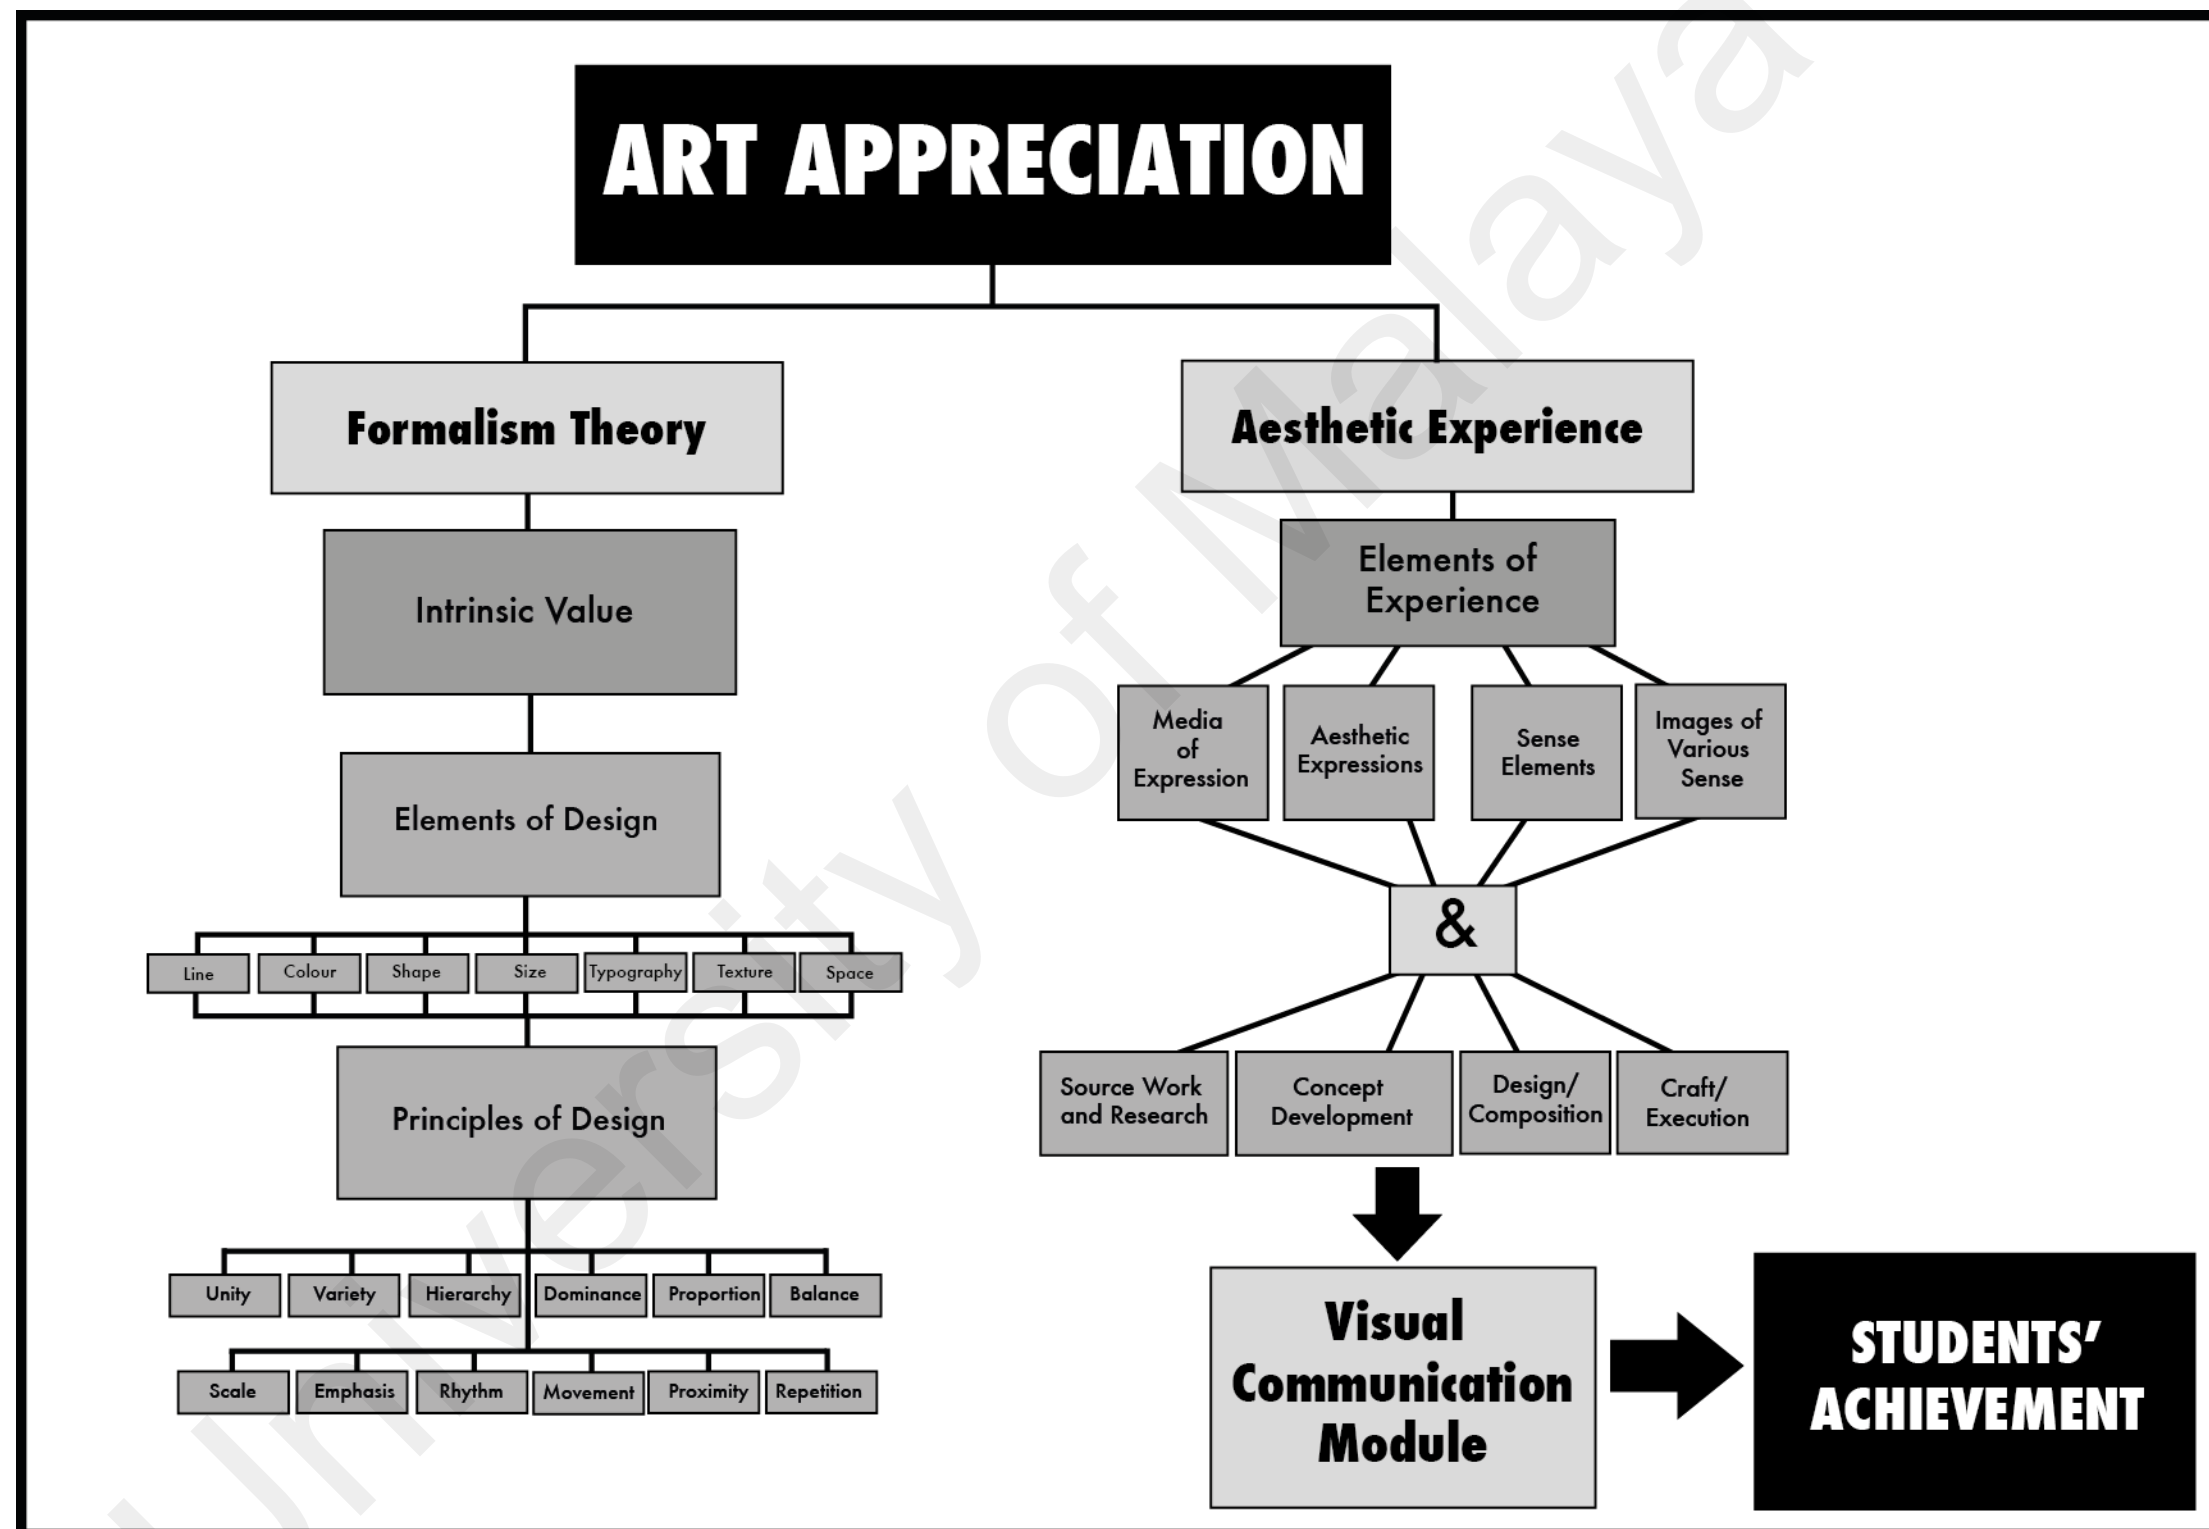 ART APPRECIATION
Formalism Theory
Intrinsic Value
Elements of Design
Line
Colour
Shape
Size
Typography
Texture
Space
Principles of Design
Unity
Variety
Hierarchy
Dominance
Proportion
Balance
Scale
Emphasis
Rhythm
Movement
Proximity
Repetition
Aesthetic Experience
Elements of
Experience
Media
of
Expression
Aesthetic
Expressions
Sense
Elements
Images of
Various
Sense
&
Source Work
and Research
Concept
Development
Design/
Composition
Craft/
Execution
Visual
Communication
Module
STUDENTS’
ACHIEVEMENT
University of Malaya